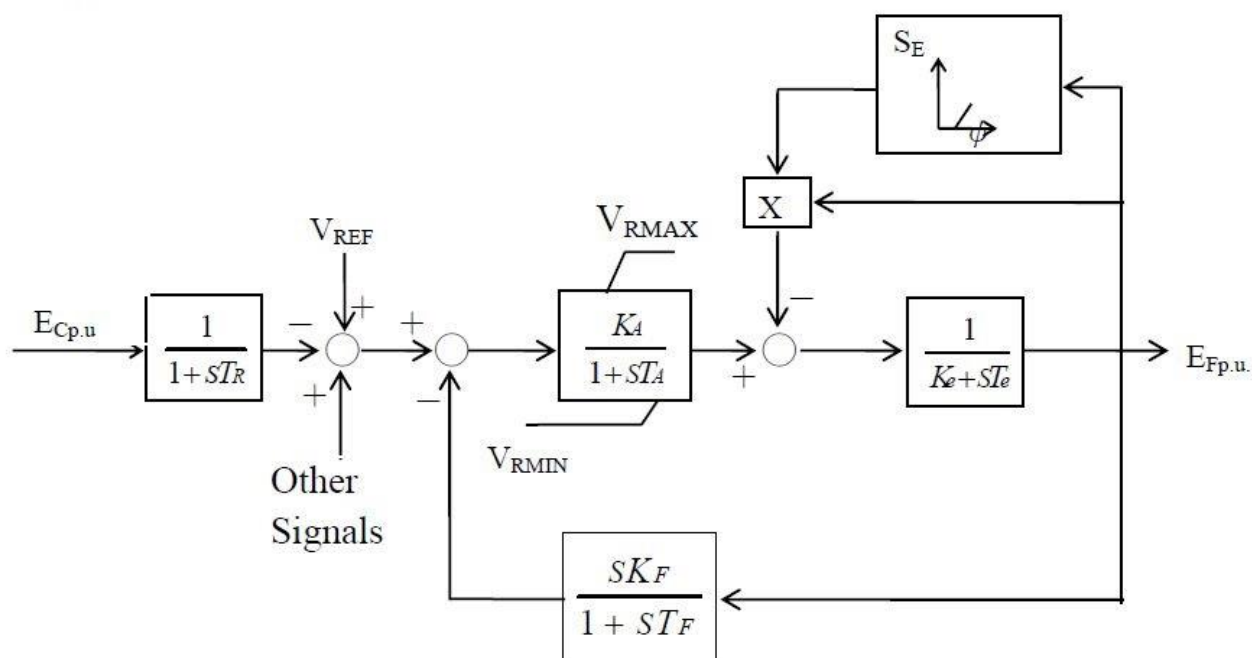 S_E
ϕ
X
V_RMAX
V_REF
E_Cp.u
1
1+ST_R
−
+
+
+
−
K_A
1+ST_A
+
−
1
K_e+ST_e
E_Fp.u.
V_RMIN
Other
Signals
SK_F
1 + ST_F